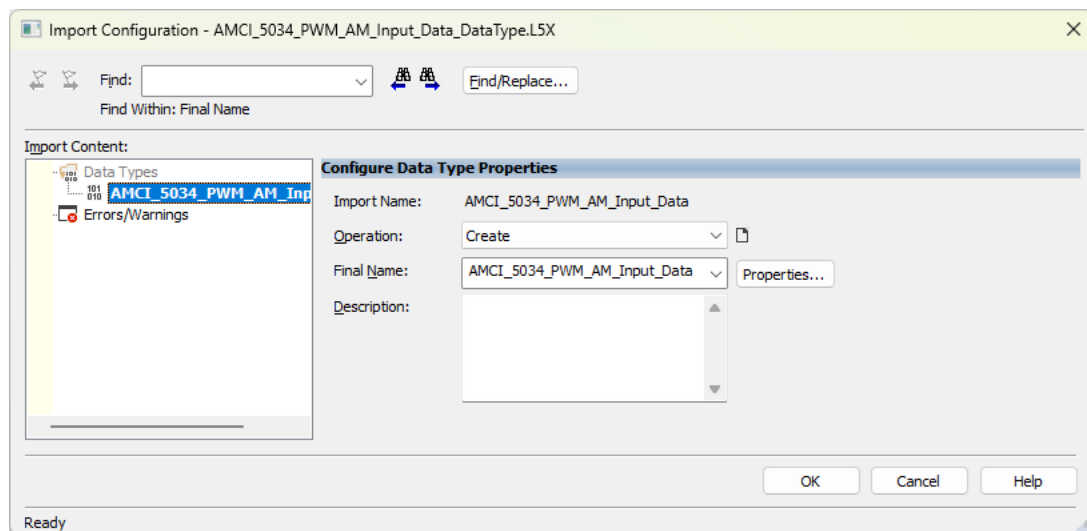 Import Configuration - AMCI_5034_PWM_AM_Input_Data_DataType.L5X
Find:
Find/Replace...
Find Within: Final Name
Import Content:
Data Types
AMCI_5034_PWM_AM_Inp
Errors/Warnings
Configure Data Type Properties
Import Name: AMCI_5034_PWM_AM_Input_Data
Operation: Create
Final Name: AMCI_5034_PWM_AM_Input_Data Properties...
Description:
OK Cancel Help
Ready